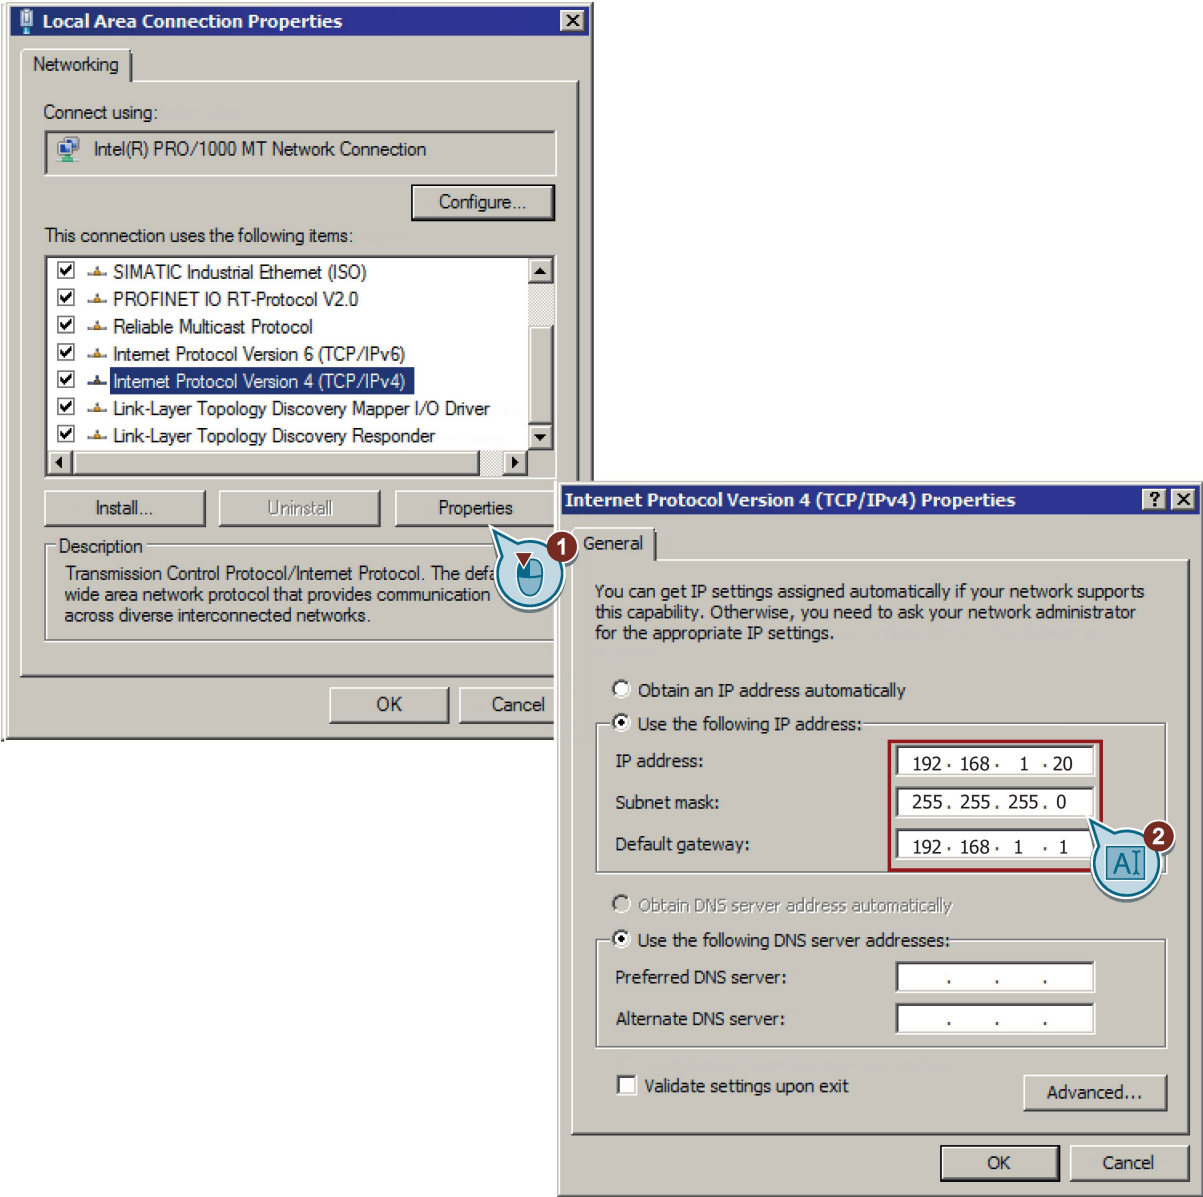 Local Area Connection Properties
Networking
Connect using:
Intel(R) PRO/1000 MT Network Connection
Configure...
This connection uses the following items:
SIMATIC Industrial Ethernet (ISO)
PROFINET IO RT-Protocol V2.0
Reliable Multicast Protocol
Internet Protocol Version 6 (TCP/IPv6)
Internet Protocol Version 4 (TCP/IPv4)
Link-Layer Topology Discovery Mapper I/O Driver
Link-Layer Topology Discovery Responder
Install...
Uninstall
Properties
1
Description
Transmission Control Protocol/Internet Protocol. The defa
wide area network protocol that provides communication
across diverse interconnected networks.
OK
Cancel
Internet Protocol Version 4 (TCP/IPv4) Properties
General
You can get IP settings assigned automatically if your network supports
this capability. Otherwise, you need to ask your network administrator
for the appropriate IP settings.
Obtain an IP address automatically
Use the following IP address:
IP address: 192 . 168 . 1 . 20
Subnet mask: 255 . 255 . 255 . 0
2
Default gateway: 192 . 168 . 1 . 1
AI
Obtain DNS server address automatically
Use the following DNS server addresses:
Preferred DNS server: . . .
Alternate DNS server: . . .
Validate settings upon exit
Advanced...
OK
Cancel